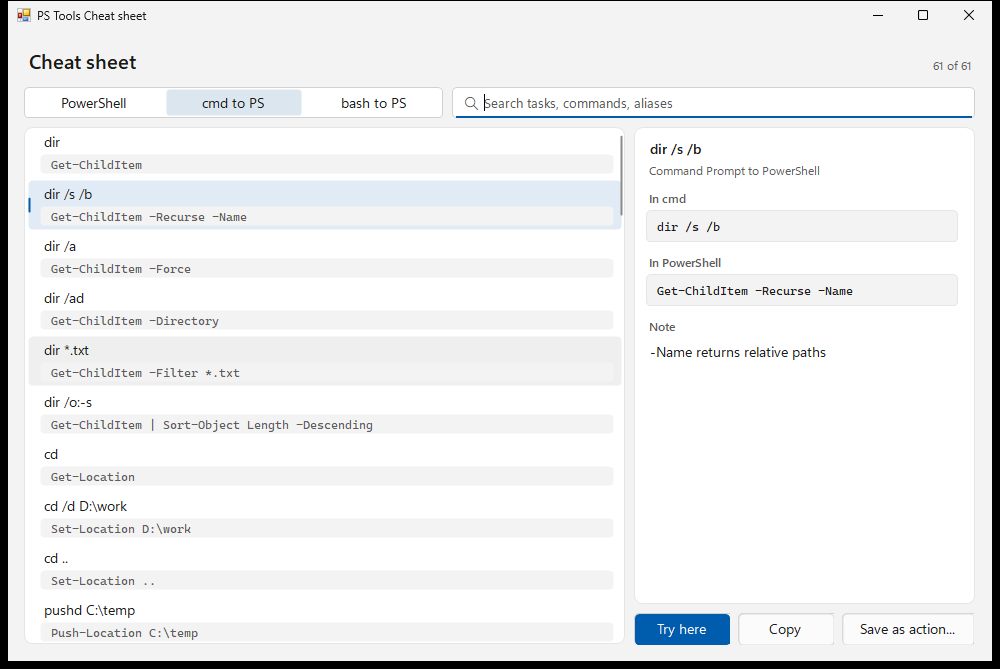 PS Tools Cheat sheet
Cheat sheet
61 of 61
PowerShell
cmd to PS
bash to PS
Search tasks, commands, aliases
dir
Get-ChildItem
dir /s /b
Get-ChildItem -Recurse -Name
dir /a
Get-ChildItem -Force
dir /ad
Get-ChildItem -Directory
dir *.txt
Get-ChildItem -Filter *.txt
dir /o:-s
Get-ChildItem | Sort-Object Length -Descending
cd
Get-Location
cd /d D:\work
Set-Location D:\work
cd ..
Set-Location ..
pushd C:\temp
Push-Location C:\temp
dir /s /b
Command Prompt to PowerShell
In cmd
dir /s /b
In PowerShell
Get-ChildItem -Recurse -Name
Note
-Name returns relative paths
Try here
Copy
Save as action...